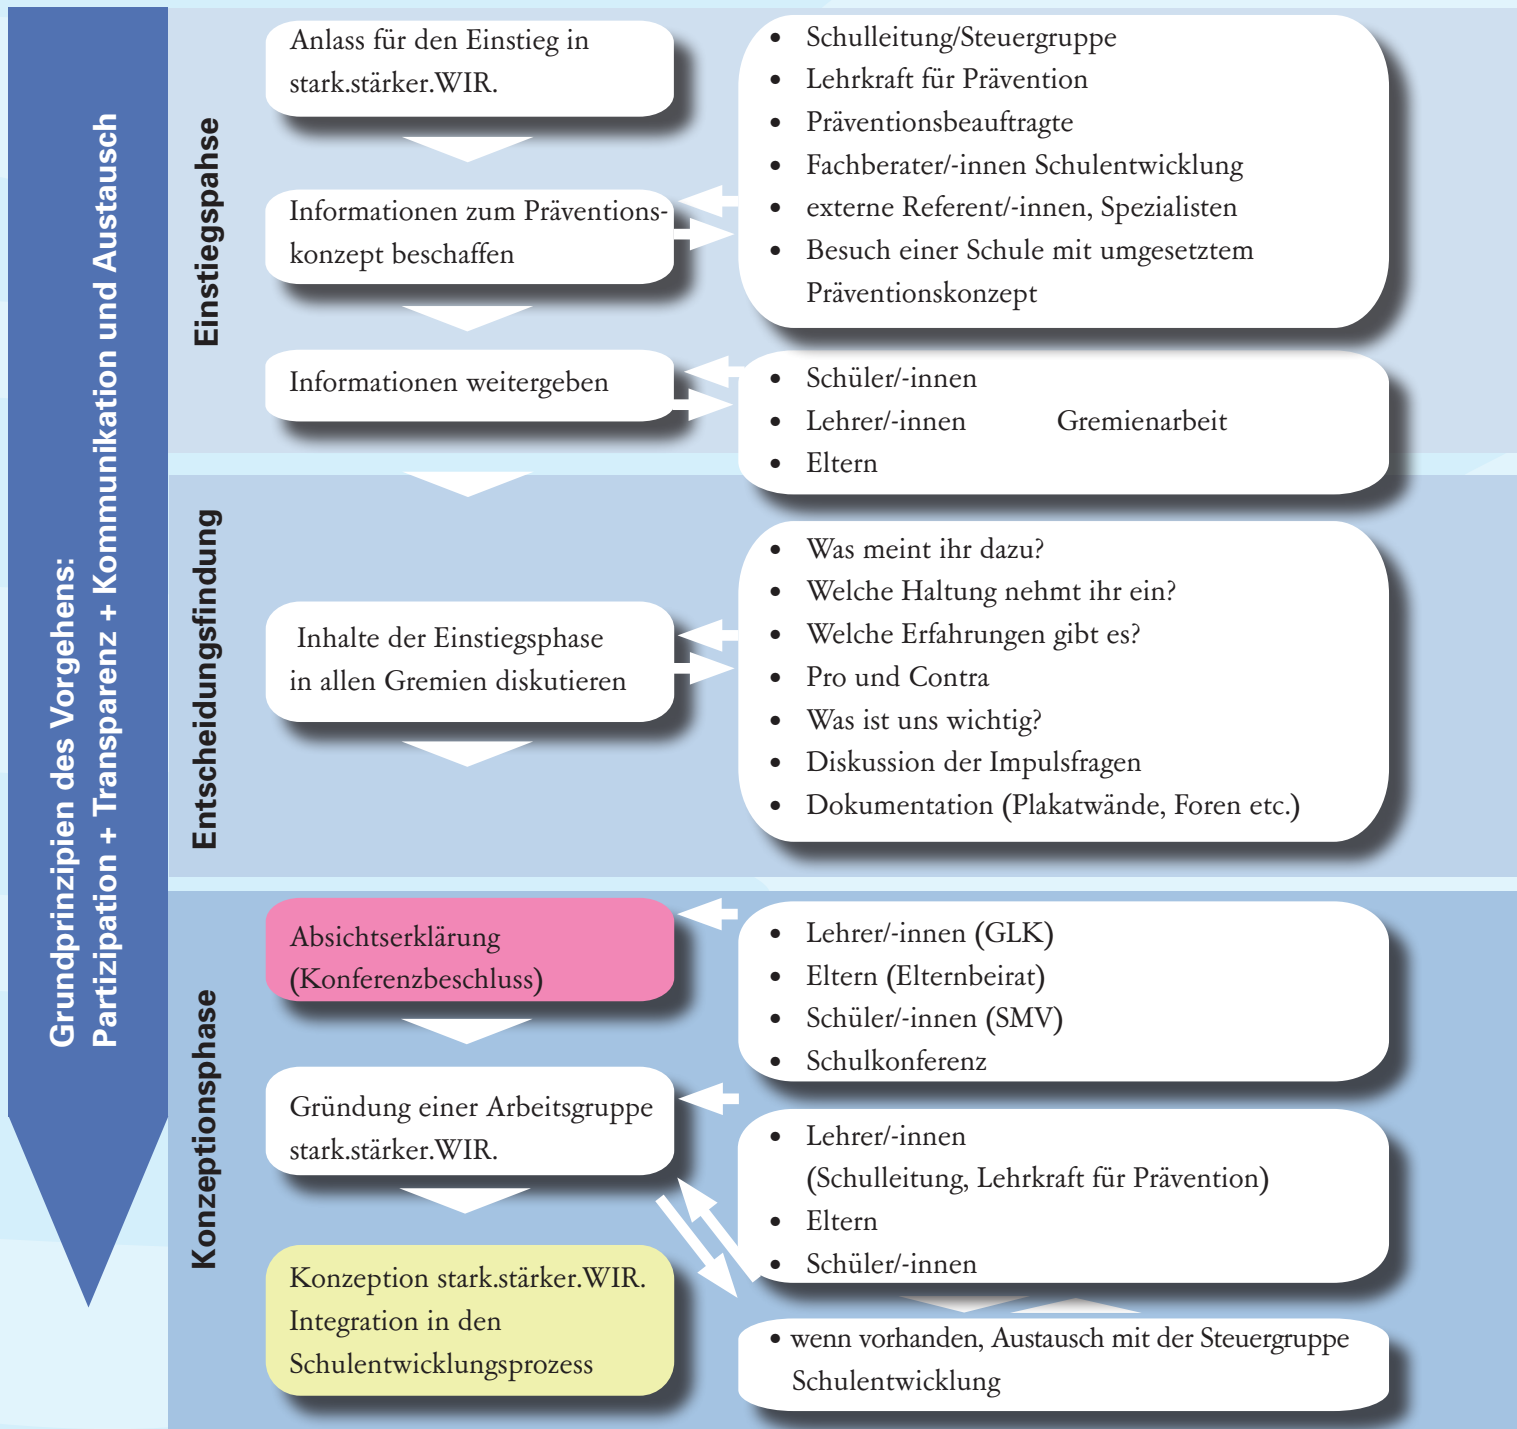 Grundprinzipien des Vorgehens:
Partizipation + Transparenz + Kommunikation und Austausch
Einstiegspahse
Anlass für den Einstieg in
stark.stärker.WIR.
Informationen zum Präventions-
konzept beschaffen
• Schulleitung/Steuergruppe
• Lehrkraft für Prävention
• Präventionsbeauftragte
• Fachberater/-innen Schulentwicklung
• externe Referent/-innen, Spezialisten
• Besuch einer Schule mit umgesetztem
Präventionskonzept
Informationen weitergeben
• Schüler/-innen
• Lehrer/-innen Gremienarbeit
• Eltern
Entscheidungsfindung
Inhalte der Einstiegsphase
in allen Gremien diskutieren
• Was meint ihr dazu?
• Welche Haltung nehmt ihr ein?
• Welche Erfahrungen gibt es?
• Pro und Contra
• Was ist uns wichtig?
• Diskussion der Impulsfragen
• Dokumentation (Plakatwände, Foren etc.)
Konzeptionsphase
Absichtserklärung
(Konferenzbeschluss)
• Lehrer/-innen (GLK)
• Eltern (Elternbeirat)
• Schüler/-innen (SMV)
• Schulkonferenz
Gründung einer Arbeitsgruppe
stark.stärker.WIR.
• Lehrer/-innen
(Schulleitung, Lehrkraft für Prävention)
• Eltern
• Schüler/-innen
Konzeption stark.stärker.WIR.
Integration in den
Schulentwicklungsprozess
• wenn vorhanden, Austausch mit der Steuergruppe
Schulentwicklung